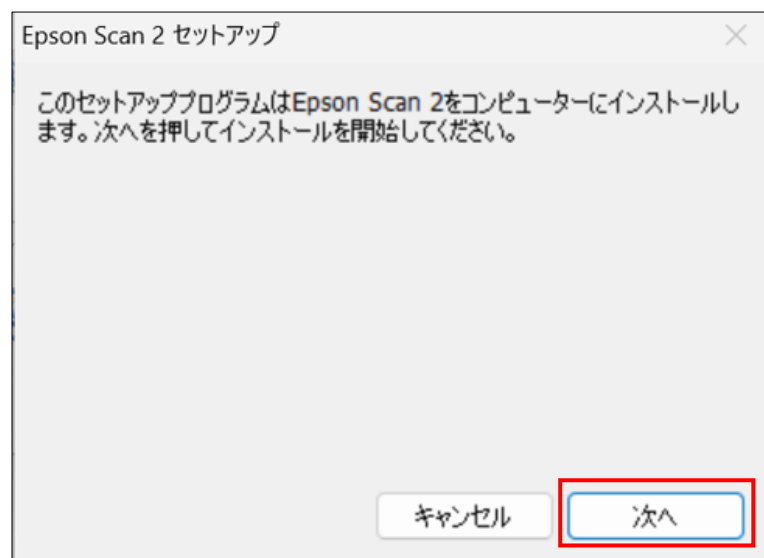 Epson Scan 2 セットアップ
このセットアッププログラムはEpson Scan 2をコンピューターにインストールし
ます。次へを押してインストールを開始してください。
キャンセル
次へ